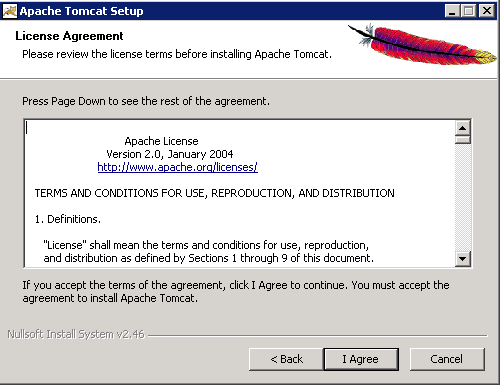 Apache Tomcat Setup
License Agreement
Please review the license terms before installing Apache Tomcat.
Press Page Down to see the rest of the agreement.
Apache License
Version 2.0, January 2004
http://www.apache.org/licenses/
TERMS AND CONDITIONS FOR USE, REPRODUCTION, AND DISTRIBUTION
1. Definitions.
"License" shall mean the terms and conditions for use, reproduction,
and distribution as defined by Sections 1 through 9 of this document.
If you accept the terms of the agreement, click I Agree to continue. You must accept the
agreement to install Apache Tomcat.
Nullsoft Install System v2.46
< Back I Agree Cancel